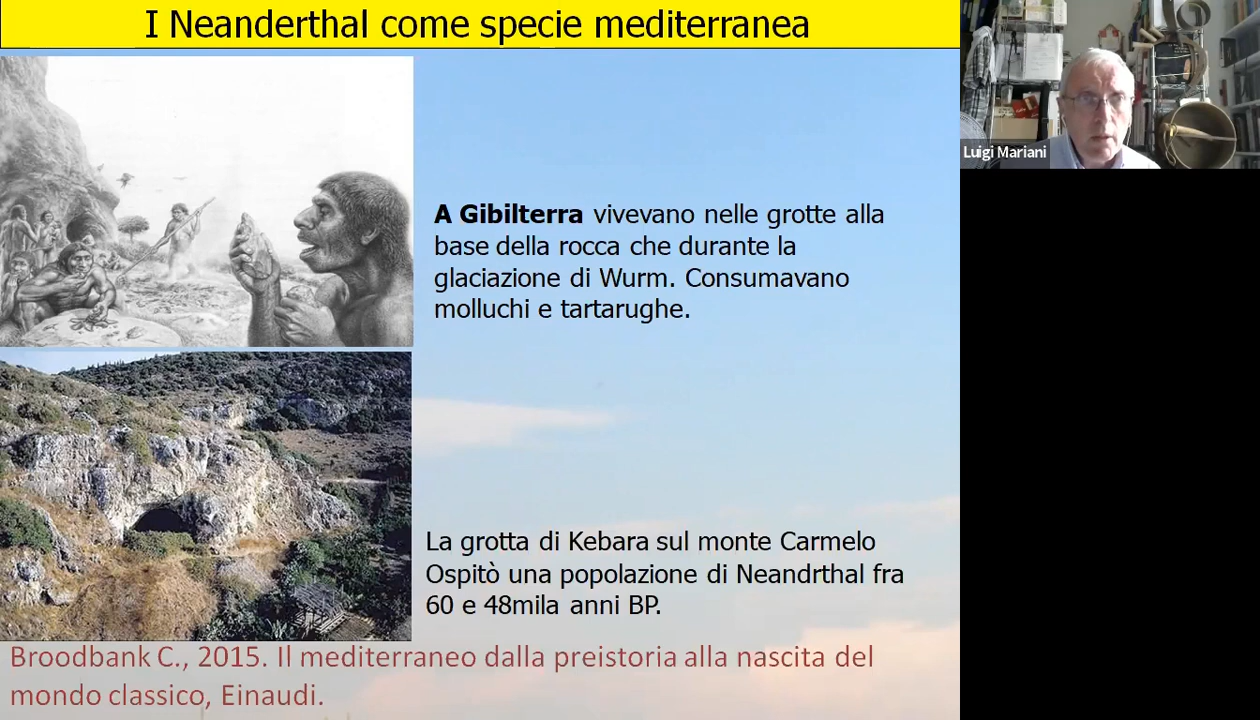 I Neanderthal come specie mediterranea
Luigi Mariani
A Gibilterra vivevano nelle grotte alla
base della rocca che durante la
glaciazione di Wurm. Consumavano
molluchi e tartarughe.
La grotta di Kebara sul monte Carmelo
Ospitò una popolazione di Neandrthal fra
60 e 48mila anni BP.
Broodbank C., 2015. Il mediterraneo dalla preistoria alla nascita del
mondo classico, Einaudi.